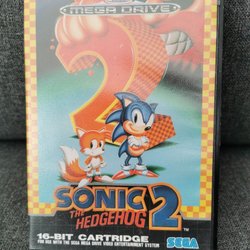 MEGA DRIVE
2
SONIC
THE
HEDGEHOG 2
™
16-BIT CARTRIDGE
FOR USE WITH THE SEGA MEGA DRIVE VIDEO ENTERTAINMENT SYSTEM
SEGA